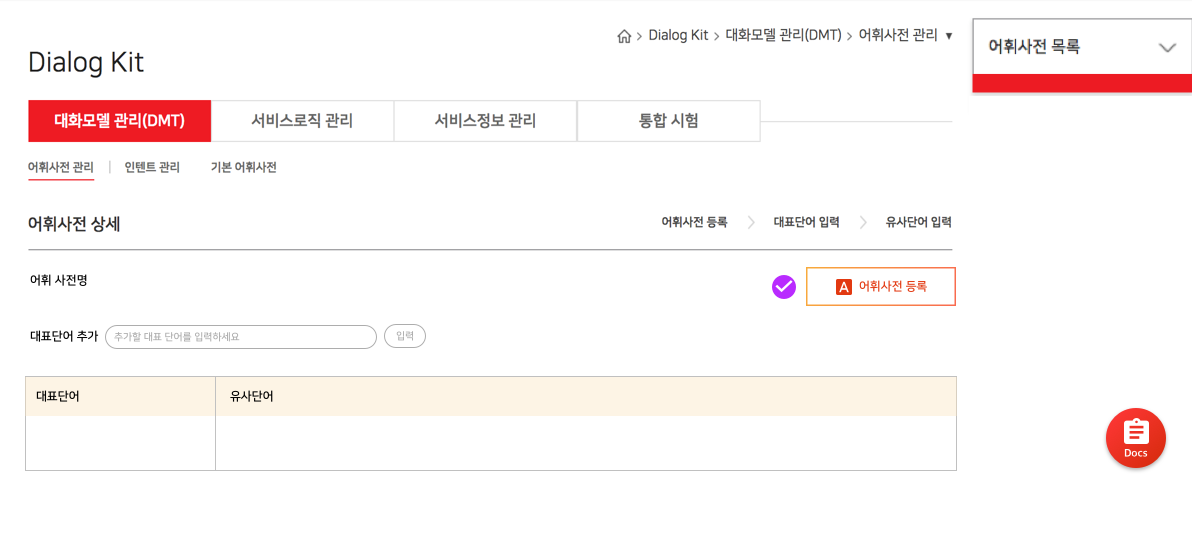 Dialog Kit > 대화모델 관리(DMT) > 어휘사전 관리 ▼
어휘사전 목록
Dialog Kit
대화모델 관리(DMT)
서비스로직 관리
서비스정보 관리
통합 시험
어휘사전 관리 | 인텐트 관리
기본 어휘사전
어휘사전 상세
어휘사전 등록 > 대표단어 입력 > 유사단어 입력
어휘 사전명
A 어휘사전 등록
대표단어 추가
추가할 대표 단어를 입력하세요
입력
대표단어
유사단어
Docs